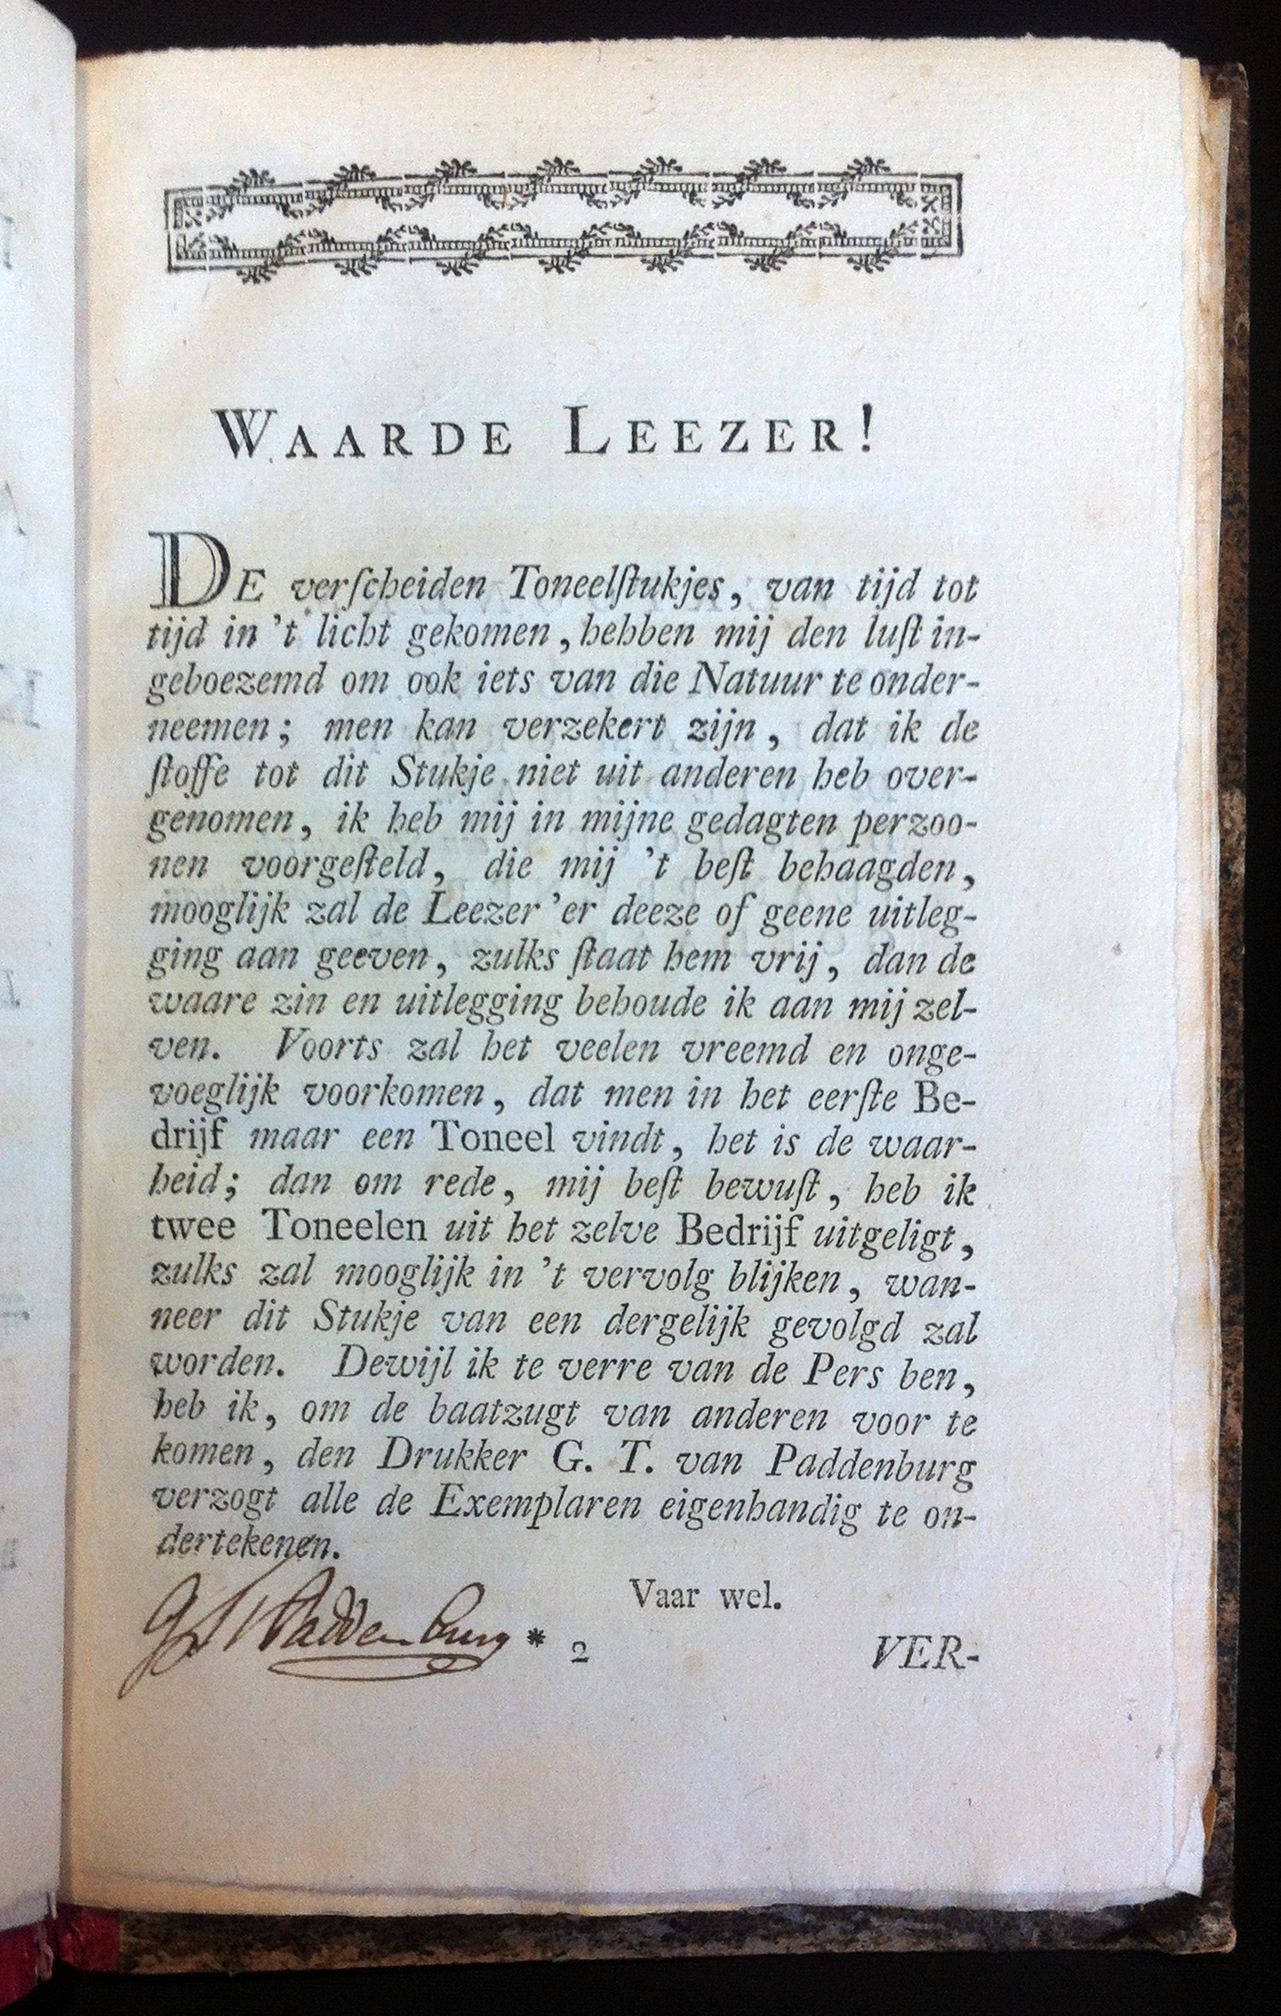 WAARDE LEEZER!
DE verſcheiden Toneelſtukjes, van tijd tot
tijd in 't licht gekomen, hebben mij den luſt in-
geboezemd om ook iets van die Natuur te onder-
neemen; men kan verzekert zijn, dat ik de
ſtoffe tot dit Stukje niet uit anderen heb over-
genomen, ik heb mij in mijne gedagten perzoo-
nen voorgeſteld, die mij 't beſt behaagden,
mooglijk zal de Leezer 'er deeze of geene uitleg-
ging aan geeven, zulks ſtaat hem vrij, dan de
waare zin en uitlegging behoude ik aan mij zel-
ven. Voorts zal het veelen vreemd en onge-
voeglijk voorkomen, dat men in het eerſte Be-
drijf maar een Toneel vindt, het is de waar-
heid; dan om rede, mij beſt bewuſt, heb ik
twee Toneelen uit het zelve Bedrijf uitgeligt,
zulks zal mooglijk in 't vervolg blijken, wan-
neer dit Stukje van een dergelijk gevolgd zal
worden. Dewijl ik te verre van de Pers ben,
heb ik, om de baatzugt van anderen voor te
komen, den Drukker G. T. van Paddenburg
verzogt alle de Exemplaren eigenhandig te on-
dertekenen.
Vaar wel.
GT V Paddenburg * 2 VER-